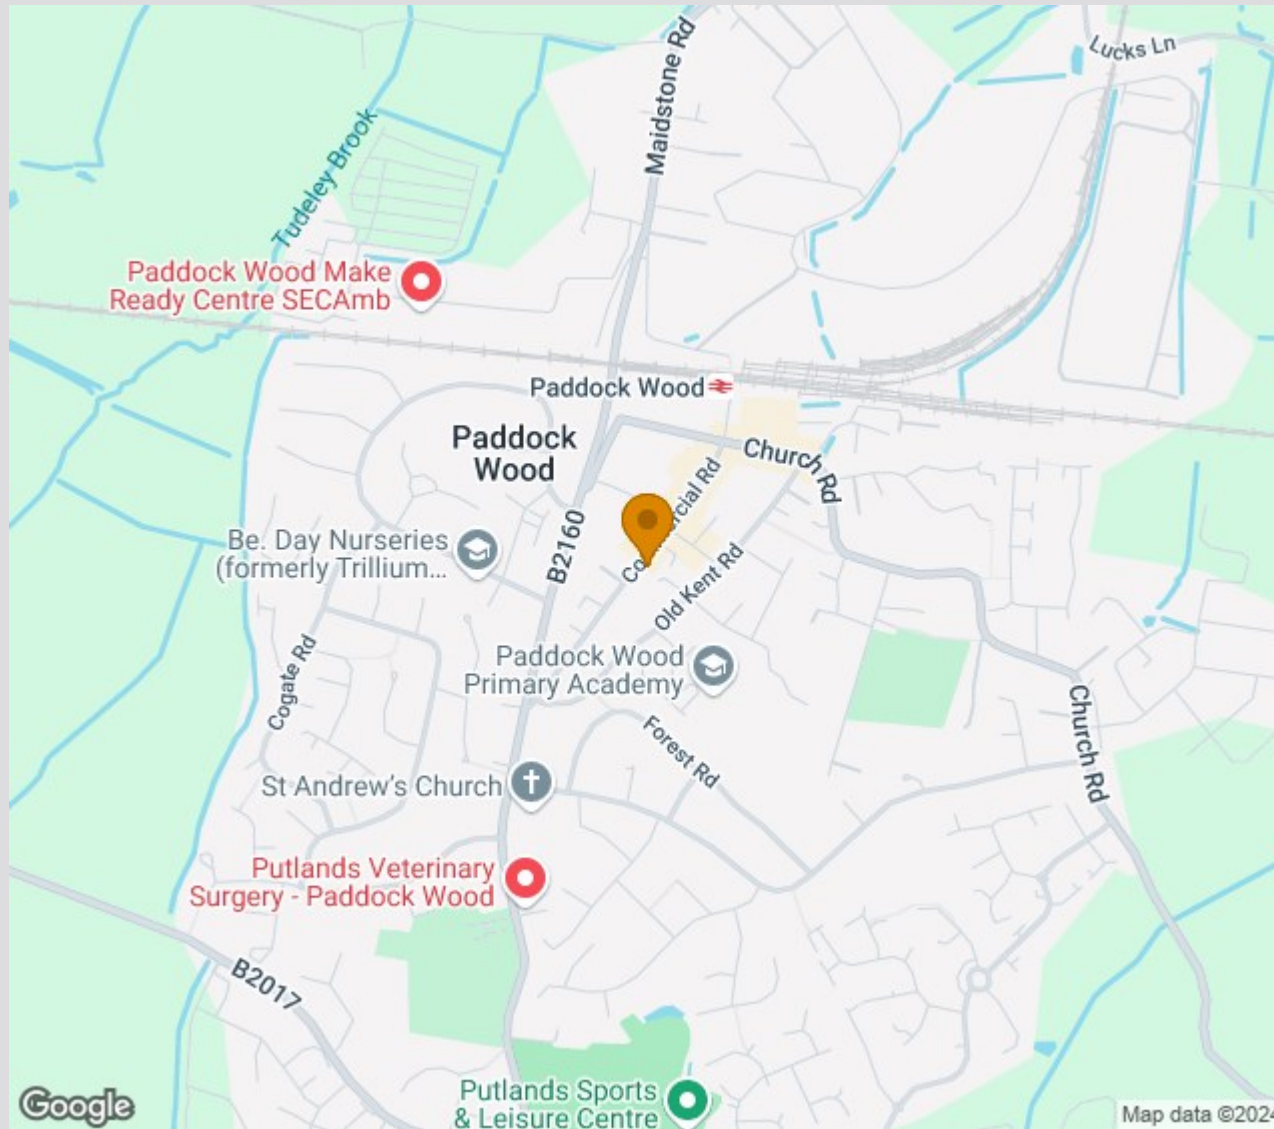 Lucks Ln
Maidstone Rd
Tudeley Brook
Paddock Wood Make
Ready Centre SECAmb
Paddock Wood
Paddock
Wood
Church Rd
Commercial Rd
B2160
Be. Day Nurseries
(formerly Trillium...
Old Kent Rd
Paddock Wood
Primary Academy
Cogate Rd
Forest Rd
Church Rd
St Andrew's Church
Putlands Veterinary
Surgery - Paddock Wood
B2017
Putlands Sports
& Leisure Centre
Google
Map data ©2024